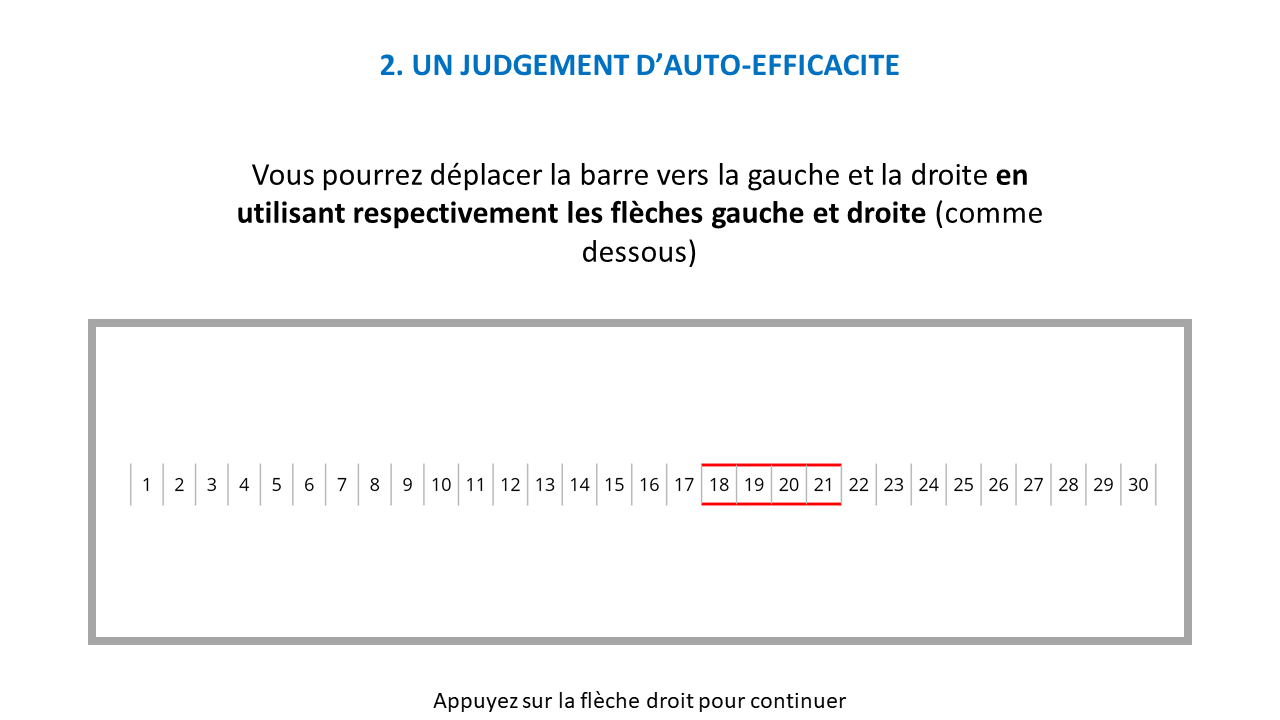 2. UN JUDGEMENT D’AUTO-EFFICACITE
Vous pourrez déplacer la barre vers la gauche et la droite en
utilisant respectivement les flèches gauche et droite (comme
dessous)
1 2 3 4 5 6 7 8 9 10 11 12 13 14 15 16 17 18 19 20 21 22 23 24 25 26 27 28 29 30
Appuyez sur la flèche droit pour continuer